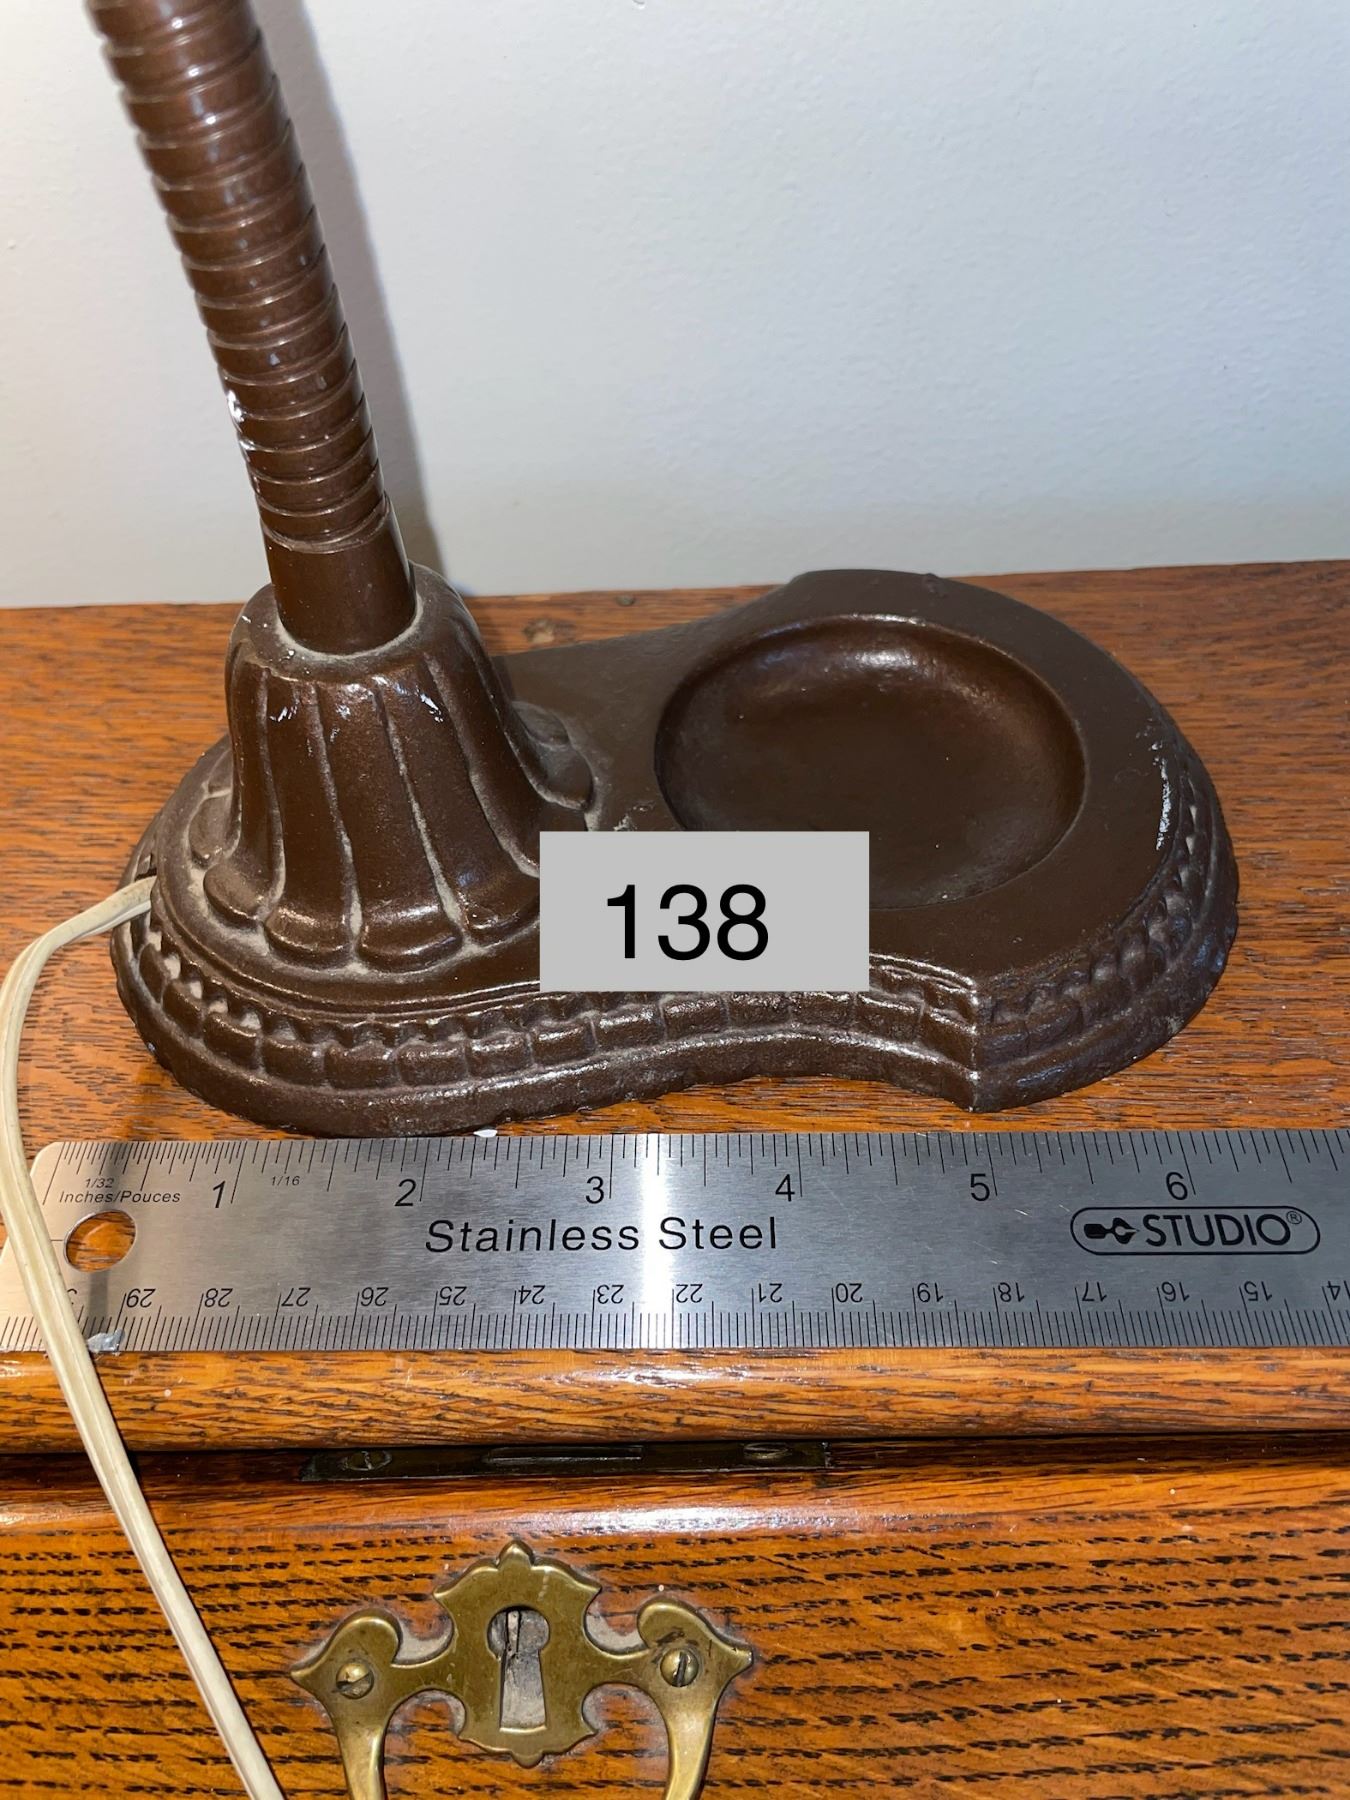 138
1/32
Inches/Pouces
1 1/16 2 3 4 5 6
Stainless Steel
STUDIO®
29 28 27 26 25 24 23 22 21 20 19 18 17 16 15 14